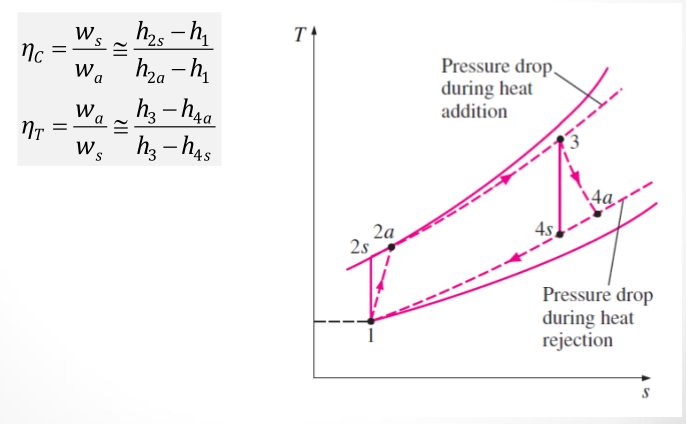 η_C = w_s / w_a ≅ (h_2s − h_1) / (h_2a − h_1)
η_T = w_a / w_s ≅ (h_3 − h_4a) / (h_3 − h_4s)
T
Pressure drop
during heat
addition
3
4a
2a
2s
4s
Pressure drop
during heat
rejection
1
s